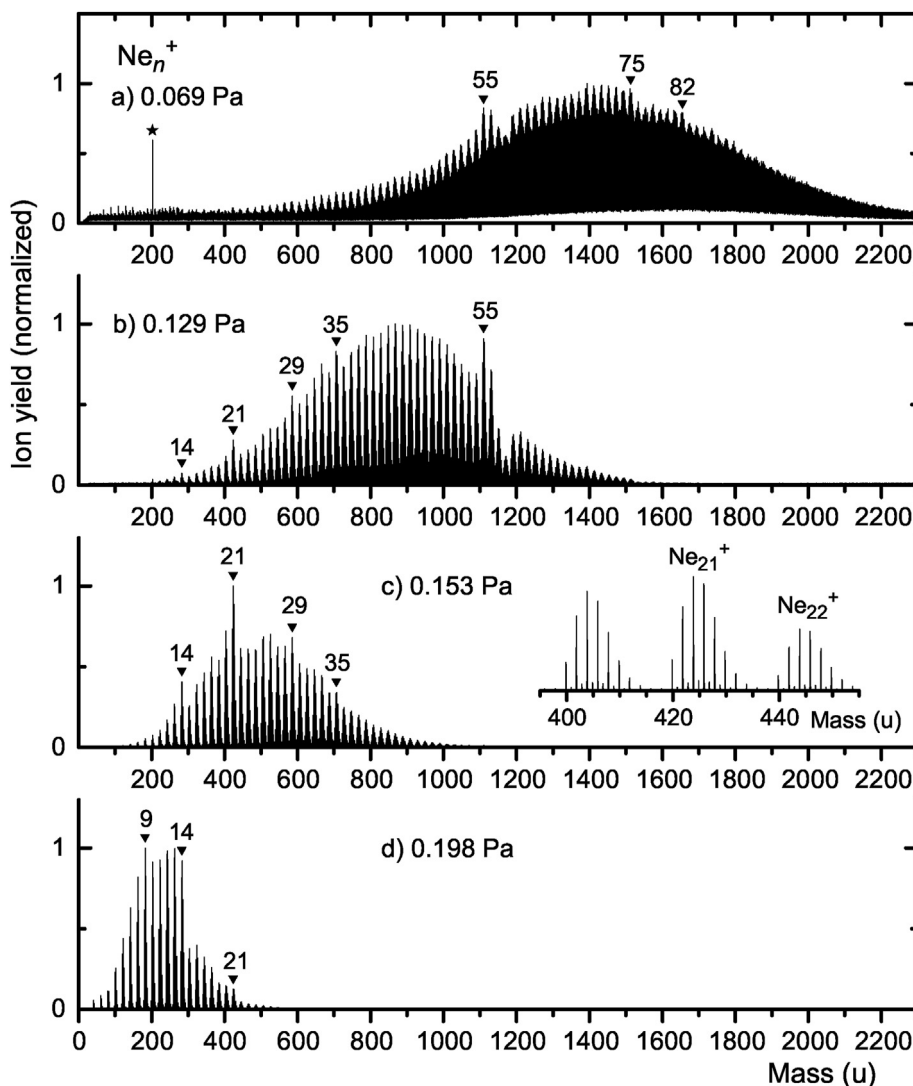 Ion yield (normalized)
Neₙ⁺
a) 0.069 Pa
★
55
75
82
1
0
200 400 600 800 1000 1200 1400 1600 1800 2000 2200
b) 0.129 Pa
14
21
29
35
55
1
0
200 400 600 800 1000 1200 1400 1600 1800 2000 2200
c) 0.153 Pa
14
21
29
35
1
0
Ne₂₁⁺
Ne₂₂⁺
400 420 440 Mass (u)
200 400 600 800 1000 1200 1400 1600 1800 2000 2200
d) 0.198 Pa
9
14
21
1
0
0 200 400 600 800 1000 1200 1400 1600 1800 2000 2200
Mass (u)